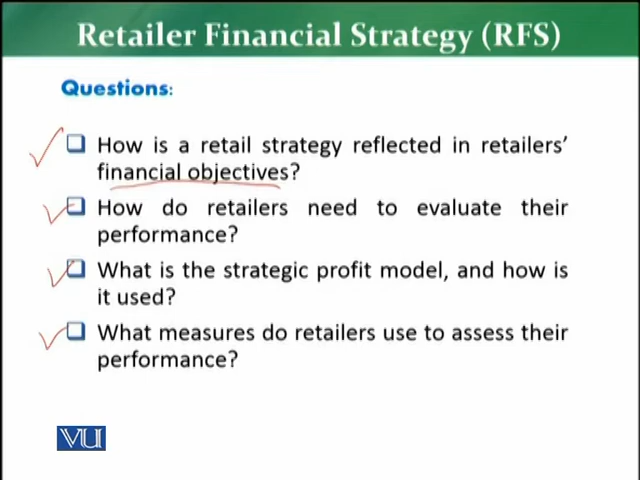 Retailer Financial Strategy (RFS)
Questions:
How is a retail strategy reflected in retailers’
financial objectives?
How do retailers need to evaluate their
performance?
What is the strategic profit model, and how is
it used?
What measures do retailers use to assess their
performance?
VU